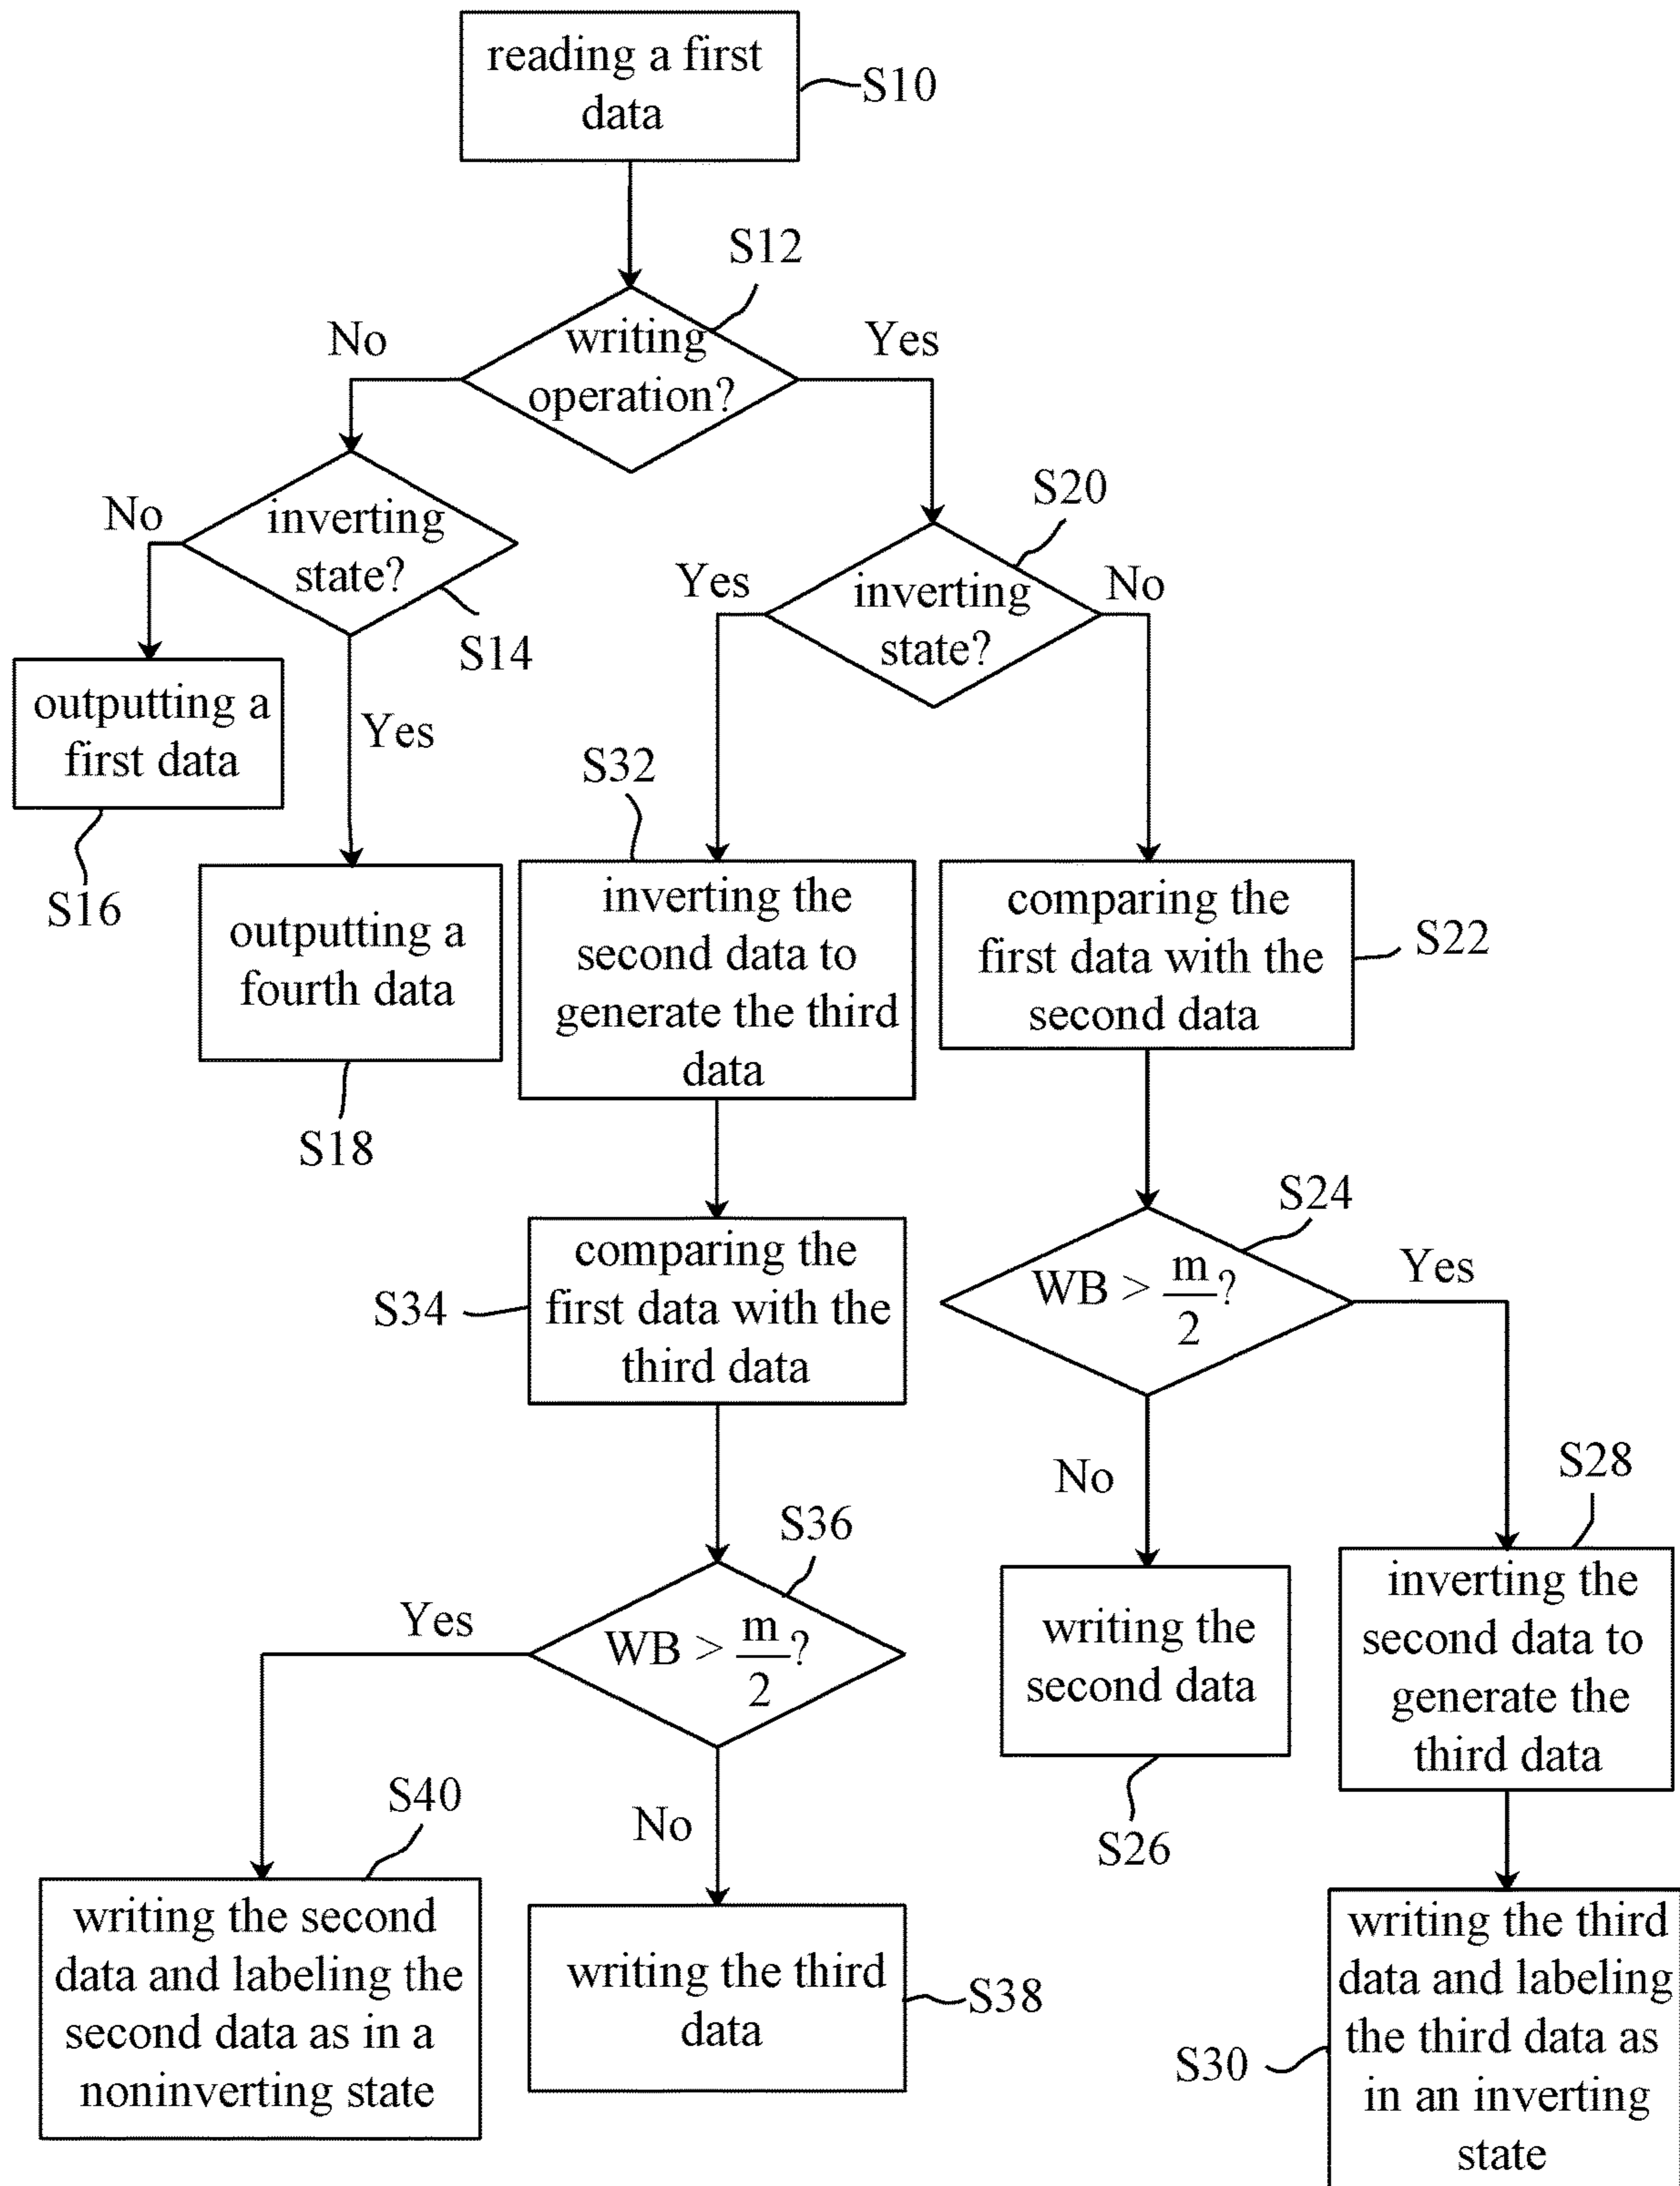 reading a first
data
S10
S12
No
writing
operation?
Yes
No
inverting
state?
S14
S20
Yes
inverting
state?
No
outputting a
first data
S16
Yes
outputting a
fourth data
S18
S32
inverting the
second data to
generate the third
data
comparing the
first data with the
second data
S22
S34
comparing the
first data with the
third data
S24
WB > m/2?
Yes
No
S28
S36
Yes
WB > m/2?
writing the
second data
S26
inverting the
second data to
generate the
third data
S40
No
writing the second
data and labeling the
second data as in a
noninverting state
writing the third
data
S38
S30
writing the third
data and labeling
the third data as
in an inverting
state